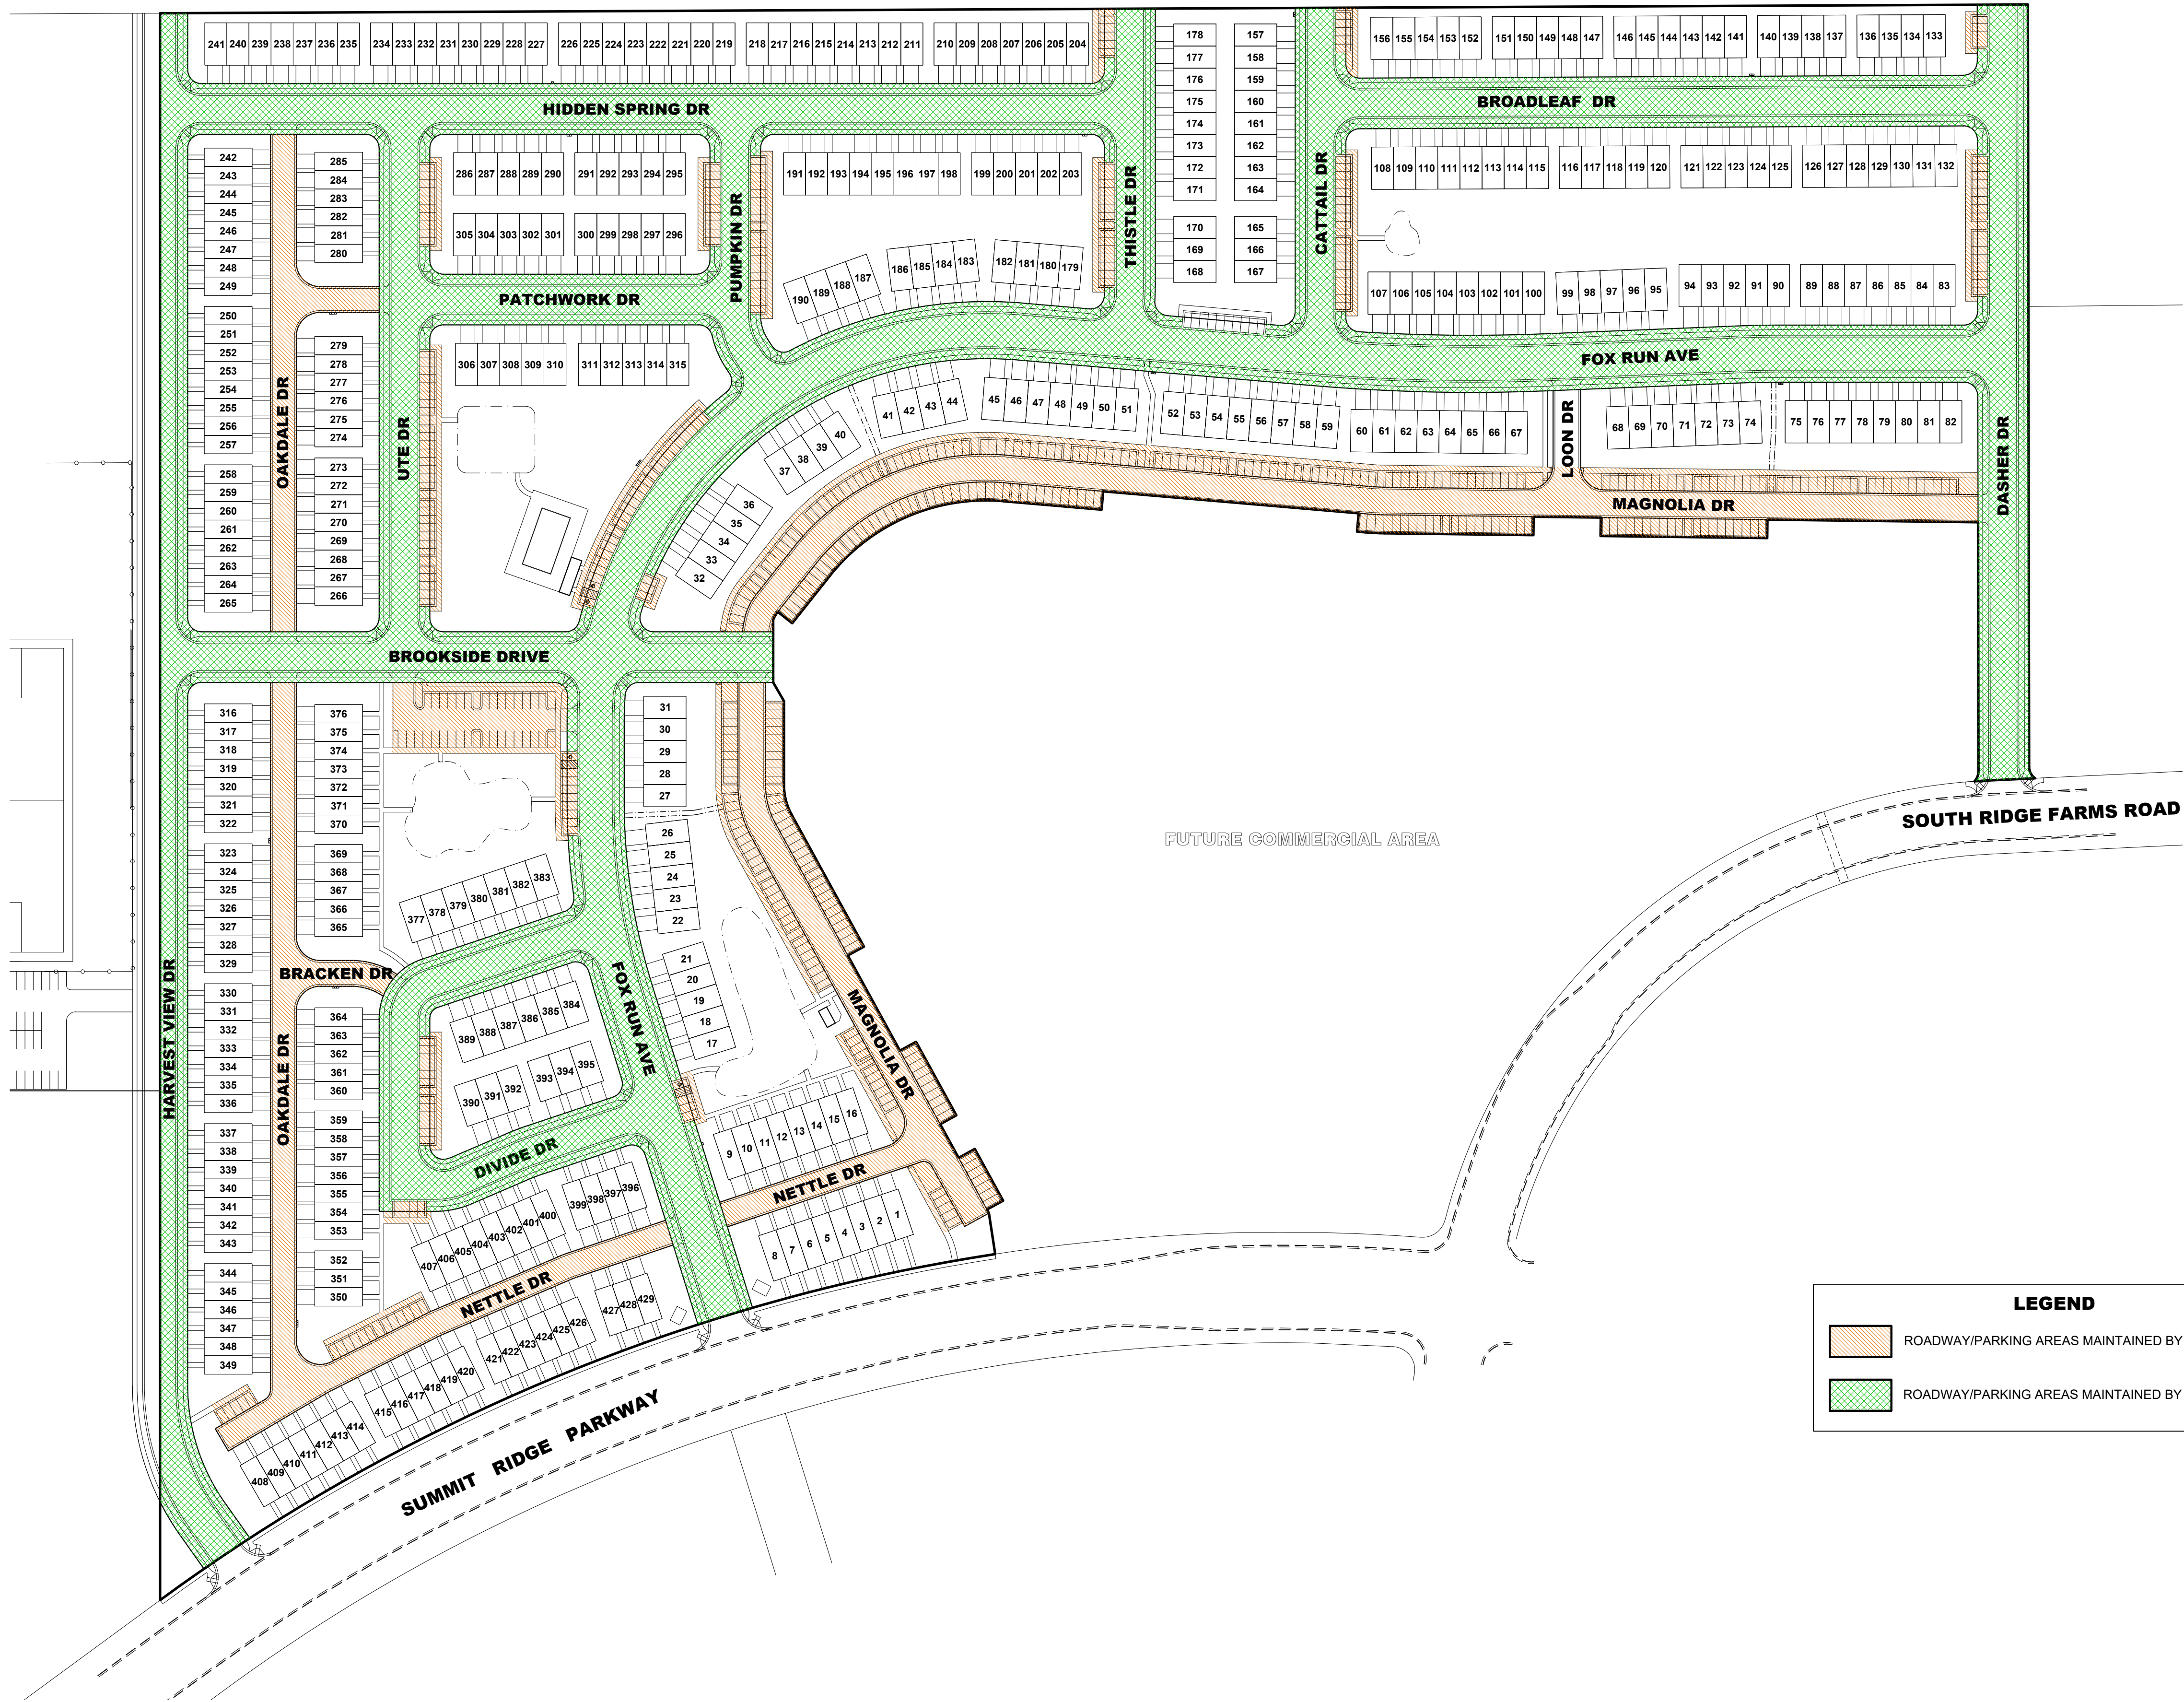 241 240 239 238 237 236 235 234 233 232 231 230 229 228 227 226 225 224 223 222 221 220 219 218 217 216 215 214 213 212 211 210 209 208 207 206 205 204
178 177 176 175 174 173 172 171
170 169 168
157 158 159 160 161 162 163 164
165 166 167
156 155 154 153 152 151 150 149 148 147 146 145 144 143 142 141 140 139 138 137 136 135 134 133
HIDDEN SPRING DR
BROADLEAF DR
242 243 244 245 246 247 248 249
250 251 252 253 254 255 256 257
258 259 260 261 262 263 264 265
285 284 283 282 281 280
279 278 277 276 275 274
273 272 271 270 269 268 267 266
OAKDALE DR
UTE DR
286 287 288 289 290 291 292 293 294 295
305 304 303 302 301 300 299 298 297 296
PUMPKIN DR
191 192 193 194 195 196 197 198 199 200 201 202 203
190 189 188 187 186 185 184 183 182 181 180 179
THISTLE DR
CATTAIL DR
108 109 110 111 112 113 114 115 116 117 118 119 120 121 122 123 124 125 126 127 128 129 130 131 132
107 106 105 104 103 102 101 100 99 98 97 96 95 94 93 92 91 90 89 88 87 86 85 84 83
PATCHWORK DR
306 307 308 309 310 311 312 313 314 315
FOX RUN AVE
32 33 34 35 36
37 38 39 40
41 42 43 44
45 46 47 48 49 50 51
52 53 54 55 56 57 58 59
60 61 62 63 64 65 66 67
LOON DR
68 69 70 71 72 73 74
75 76 77 78 79 80 81 82
DASHER DR
MAGNOLIA DR
BROOKSIDE DRIVE
316 317 318 319 320 321 322
323 324 325 326 327 328 329
330 331 332 333 334 335 336
337 338 339 340 341 342 343
344 345 346 347 348 349
376 375 374 373 372 371 370
369 368 367 366 365
BRACKEN DR
364 363 362 361 360
359 358 357 356 355 354 353
352 351 350
HARVEST VIEW DR
OAKDALE DR
31 30 29 28 27
26 25 24 23 22
21 20 19 18 17
377 378 379 380 381 382 383
389 388 387 386 385 384
390 391 392 393 394 395
FOX RUN AVE
MAGNOLIA DR
DIVIDE DR
9 10 11 12 13 14 15 16
NETTLE DR
8 7 6 5 4 3 2 1
407 406 405 404 403 402 401 400 399 398 397 396
NETTLE DR
408 409 410 411 412 413 414 415 416 417 418 419 420 421 422 423 424 425 426 427 428 429
FUTURE COMMERCIAL AREA
SOUTH RIDGE FARMS ROAD
SUMMIT RIDGE PARKWAY
LEGEND
ROADWAY/PARKING AREAS MAINTAINED BY
ROADWAY/PARKING AREAS MAINTAINED BY